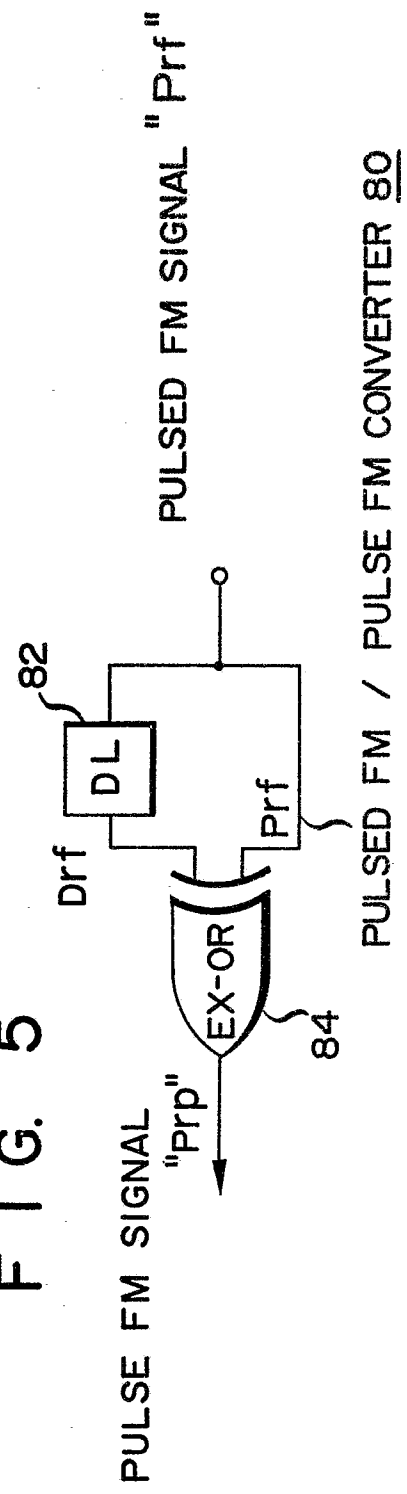 F I G. 5
PULSE FM SIGNAL
"Prp"
EX-OR
84
Drf
DL
82
Prf
PULSED FM SIGNAL "Prf"
PULSED FM / PULSE FM CONVERTER 80